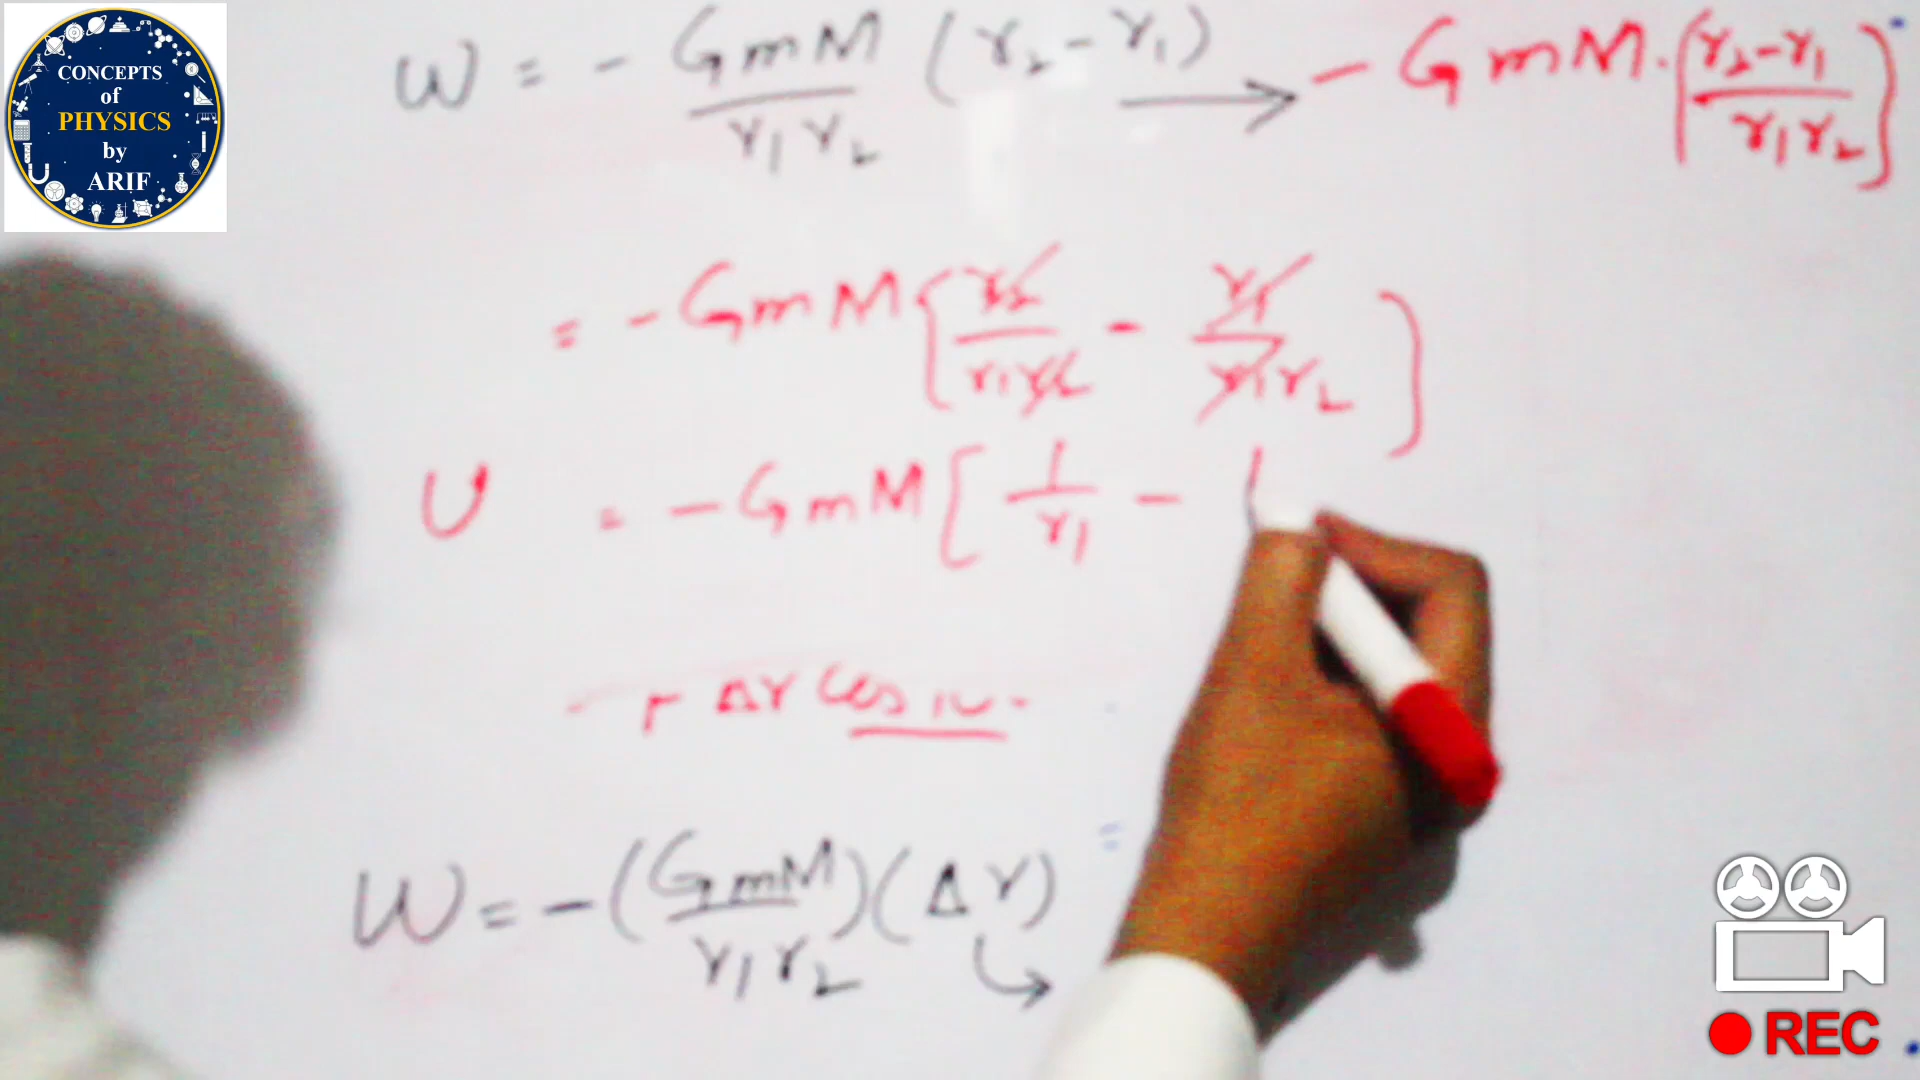 CONCEPTS
of
PHYSICS
by
ARIF
W = - GmM/r₁r₂ (r₂ - r₁) → - GmM · [r₂-r₁/r₁r₂]
= - GmM [r₂/r₁r₂ - r₁/r₁r₂]
U = - GmM [1/r₁ - 1
Δr Cos
W = - (GmM/r₁r₂)(Δr)
REC